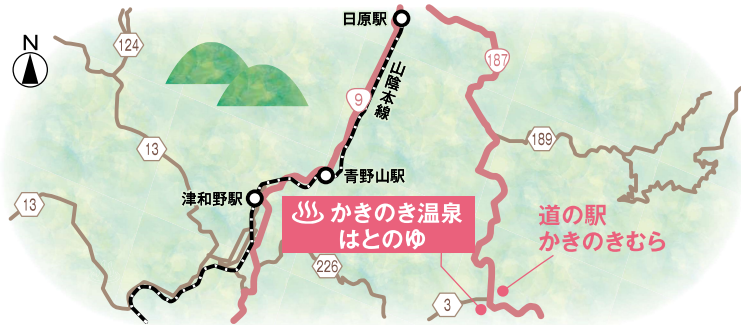 日原駅
N
124
187
山陰本線
9
13
189
青野山駅
13
津和野駅
かきのき温泉
はとのゆ
道の駅
かきのきむら
226
3